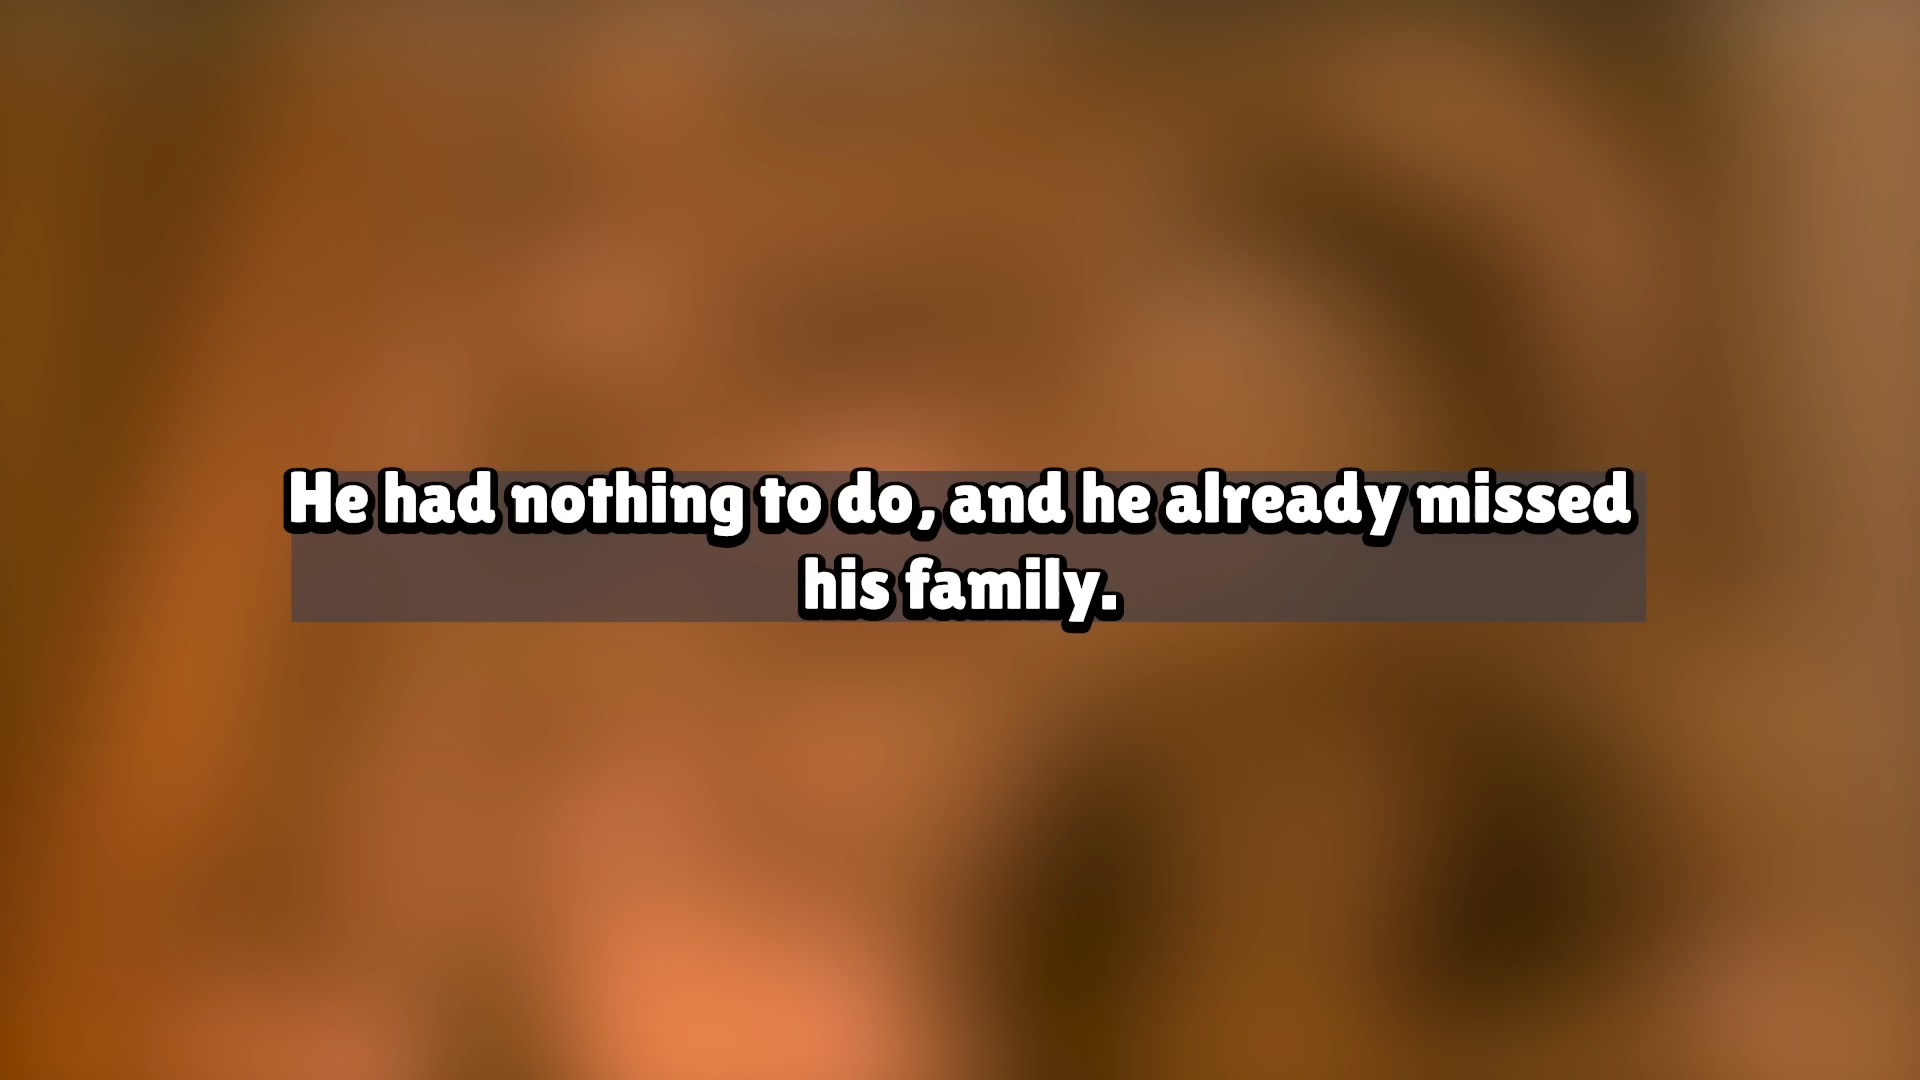 He had nothing to do, and he already missed
his family.